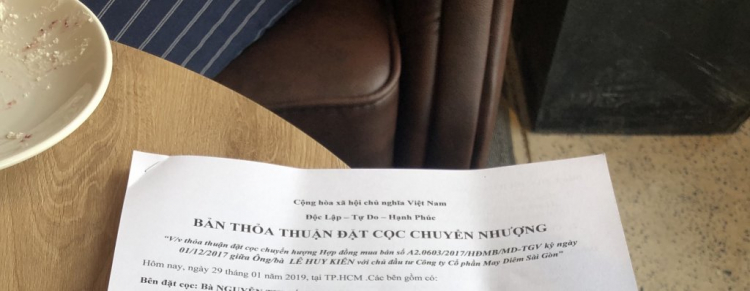 Cộng hòa xã hội chủ nghĩa Việt Nam
Độc Lập – Tự Do – Hạnh Phúc
BẢN THỎA THUẬN ĐẶT CỌC CHUYỂN NHƯỢNG
"V/v thỏa thuận đặt cọc chuyển hượng Hợp đồng mua bán số A2.0603/2017/HĐMB/MD-TGV ký ngày
01/12/2017 giữa Ông/bà LÊ HUY KIÊN với chủ đầu tư Công ty Cổ phần May Diêm Sài Gòn"
Hôm nay, ngày 29 tháng 01 năm 2019, tại TP.HCM .Các bên gồm có:
Bên đặt cọc: Bà NGUYỄN